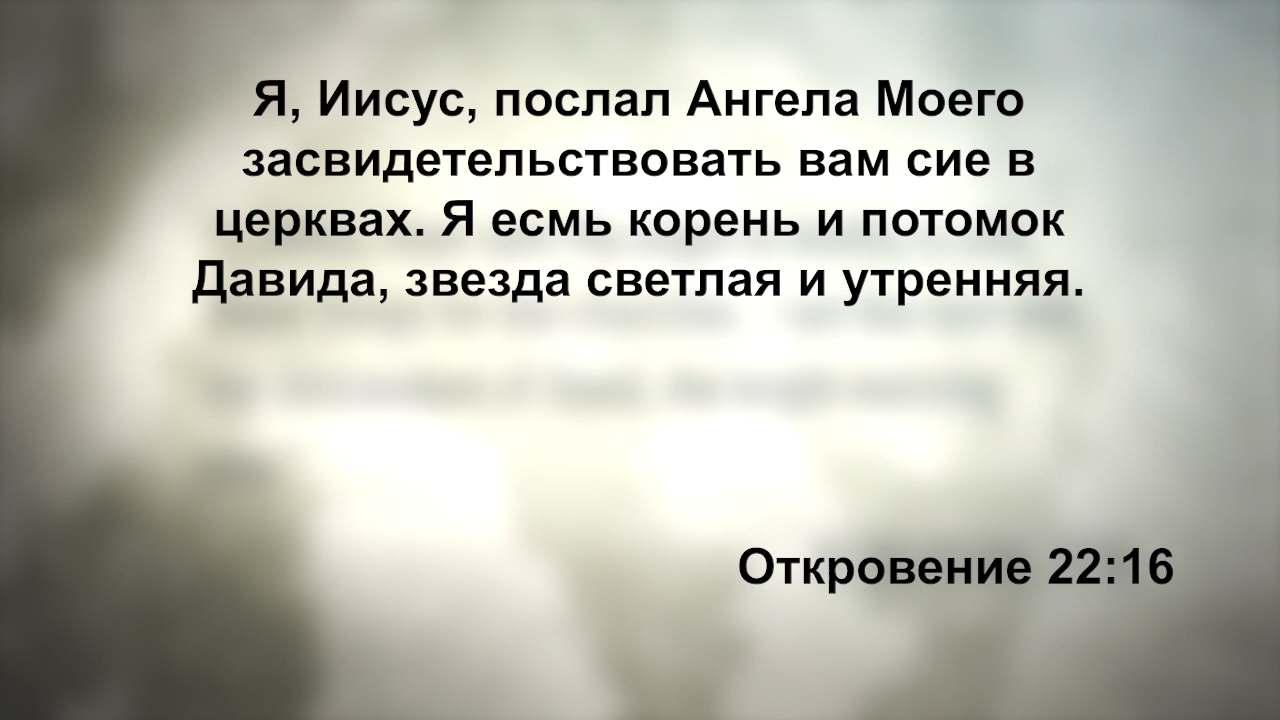 Я, Иисус, послал Ангела Моего
засвидетельствовать вам сие в
церквах. Я есмь корень и потомок
Давида, звезда светлая и утренняя.
Откровение 22:16